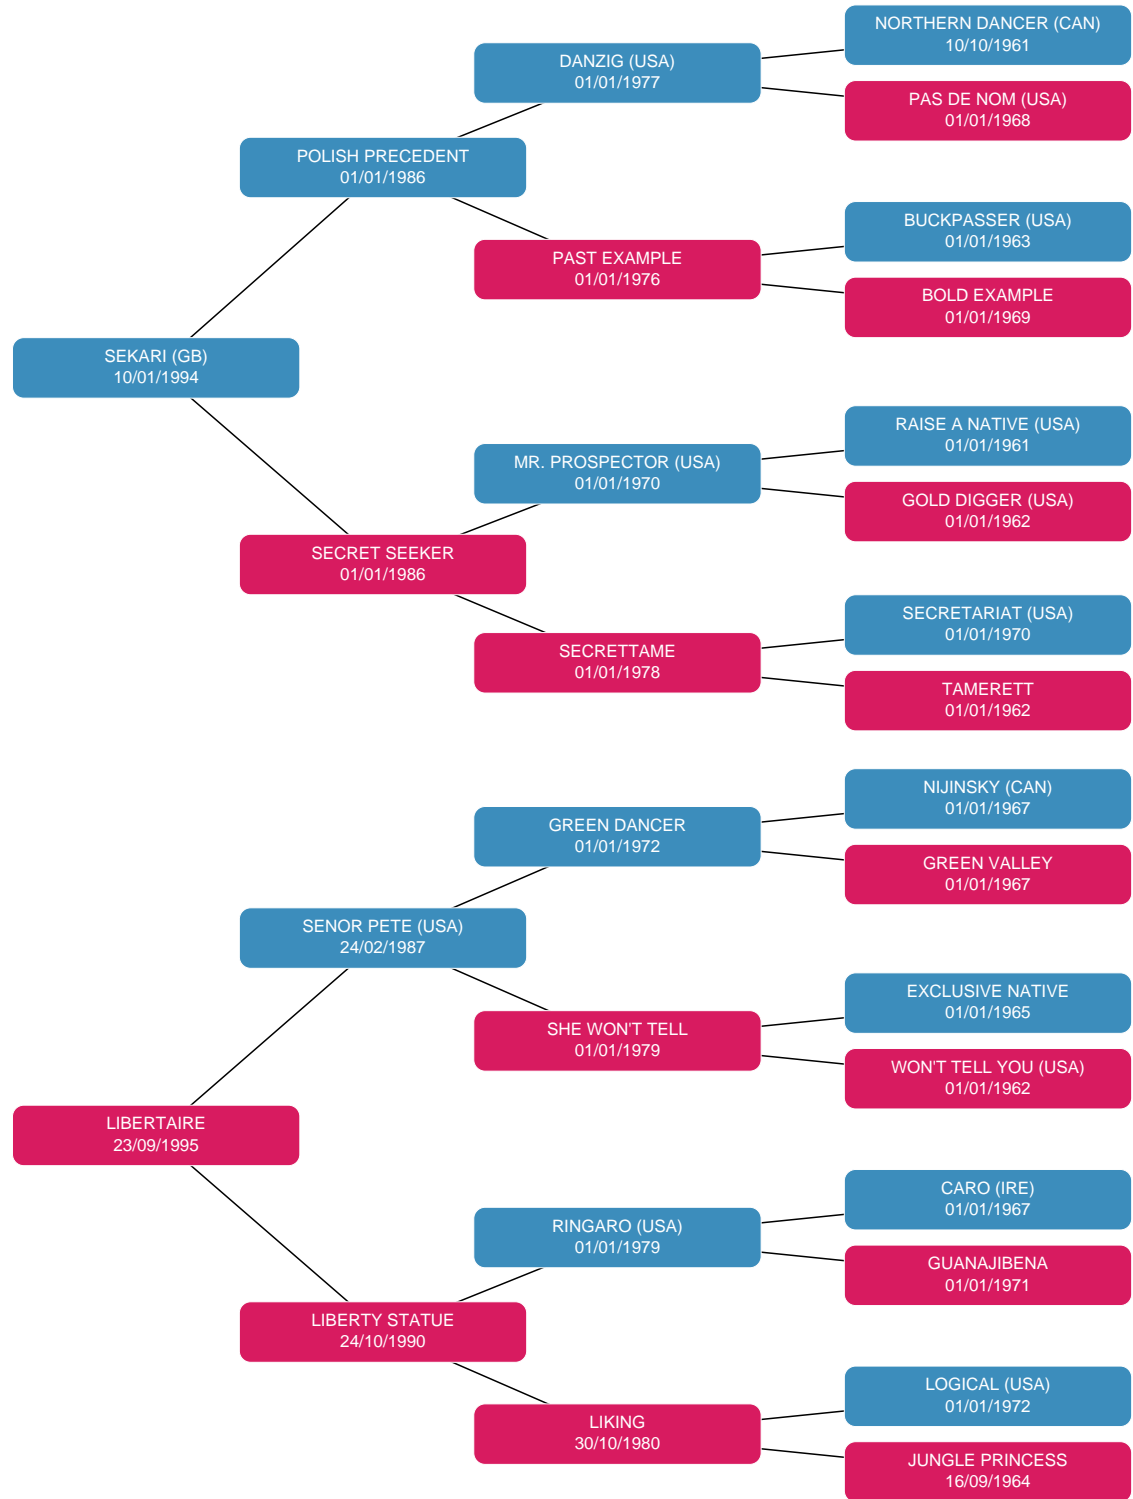 NORTHERN DANCER (CAN)
10/10/1961
DANZIG (USA)
01/01/1977
PAS DE NOM (USA)
01/01/1968
POLISH PRECEDENT
01/01/1986
BUCKPASSER (USA)
01/01/1963
PAST EXAMPLE
01/01/1976
BOLD EXAMPLE
01/01/1969
SEKARI (GB)
10/01/1994
RAISE A NATIVE (USA)
01/01/1961
MR. PROSPECTOR (USA)
01/01/1970
GOLD DIGGER (USA)
01/01/1962
SECRET SEEKER
01/01/1986
SECRETARIAT (USA)
01/01/1970
SECRETTAME
01/01/1978
TAMERETT
01/01/1962
NIJINSKY (CAN)
01/01/1967
GREEN DANCER
01/01/1972
GREEN VALLEY
01/01/1967
SENOR PETE (USA)
24/02/1987
EXCLUSIVE NATIVE
01/01/1965
SHE WON'T TELL
01/01/1979
WON'T TELL YOU (USA)
01/01/1962
LIBERTAIRE
23/09/1995
CARO (IRE)
01/01/1967
RINGARO (USA)
01/01/1979
GUANAJIBENA
01/01/1971
LIBERTY STATUE
24/10/1990
LOGICAL (USA)
01/01/1972
LIKING
30/10/1980
JUNGLE PRINCESS
16/09/1964